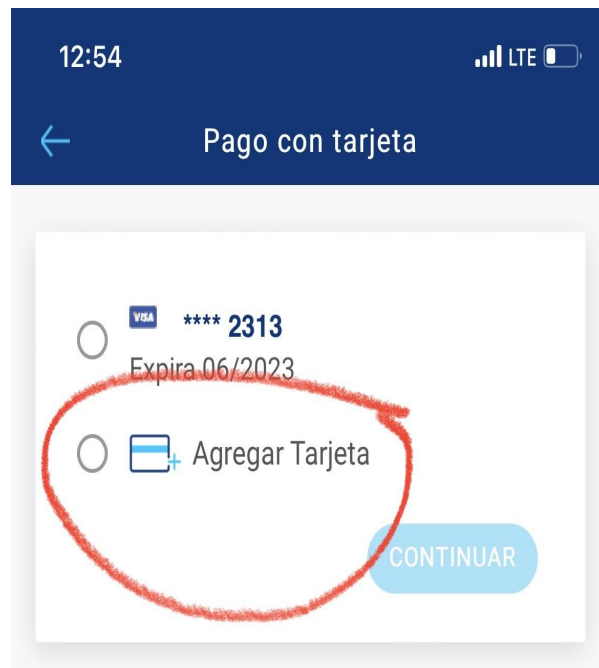 12:54 LTE
Pago con tarjeta
VISA **** 2313
Expira 06/2023
Agregar Tarjeta
CONTINUAR